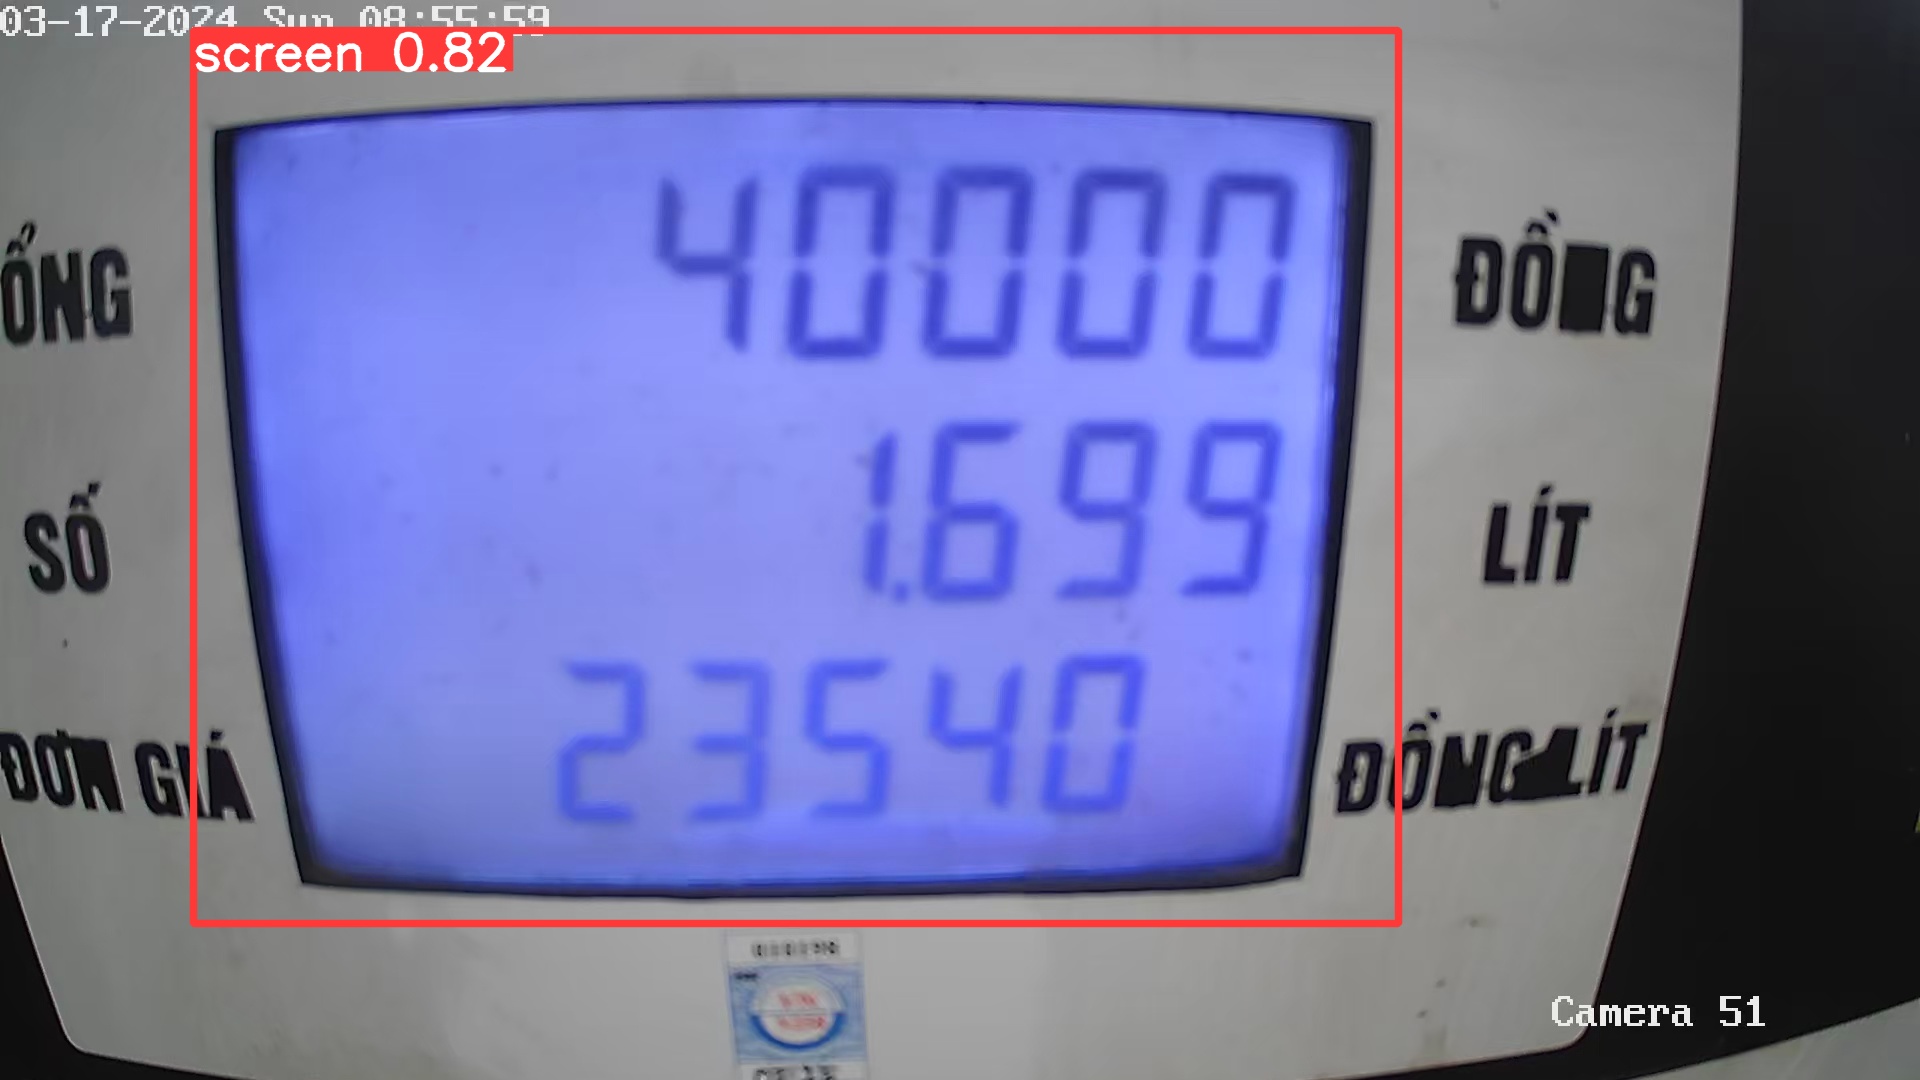 03-17-2024 Sun 08:55:59
screen 0.82
ỔNG 40000 ĐỒNG
SỐ 1.699 LÍT
ĐƠN GIÁ 23540 ĐỒNG/LÍT
Camera 51